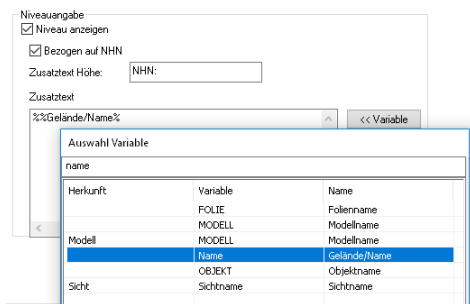 Niveauangabe
Niveau anzeigen
Bezogen auf NHN
Zusatztext Höhe: NHN:
Zusatztext
%%Gelände/Name%
<< Variable
Auswahl Variable
name
Herkunft Variable Name
FOLIE Folienname
MODELL Modellname
Modell MODELL Modellname
Name Gelände/Name
OBJEKT Objektname
Sicht Sichtname Sichtname